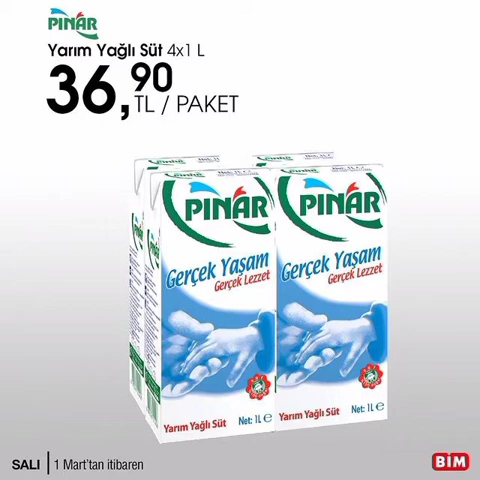 PINAR
Yarım Yağlı Süt 4x1 L
36,90
TL / PAKET
PINAR PINAR
Gerçek Yaşam Gerçek Yaşam
Gerçek Lezzet Gerçek Lezzet
Yarım Yağlı Süt Net: 1L e Yarım Yağlı Süt Net: 1L e
SALI | 1 Mart'tan itibaren
BİM